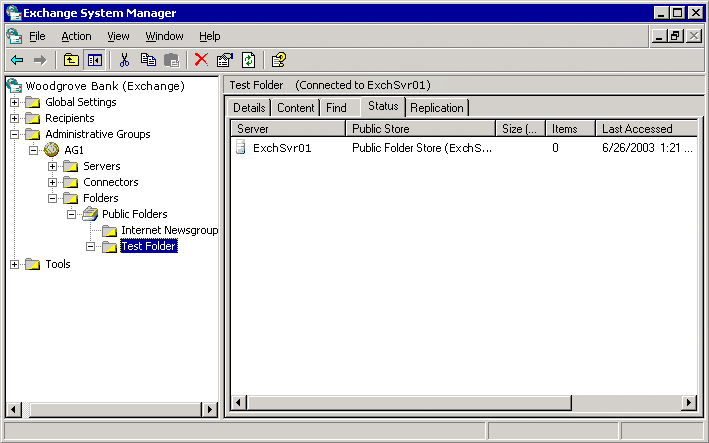 Exchange System Manager
File Action View Window Help
Woodgrove Bank (Exchange)
Global Settings
Recipients
Administrative Groups
AG1
Servers
Connectors
Folders
Public Folders
Internet Newsgroup
Test Folder
Tools
Test Folder (Connected to ExchSvr01)
Details Content Find Status Replication
Server Public Store Size (... Items Last Accessed
ExchSvr01 Public Folder Store (ExchS... 0 6/26/2003 1:21 ...